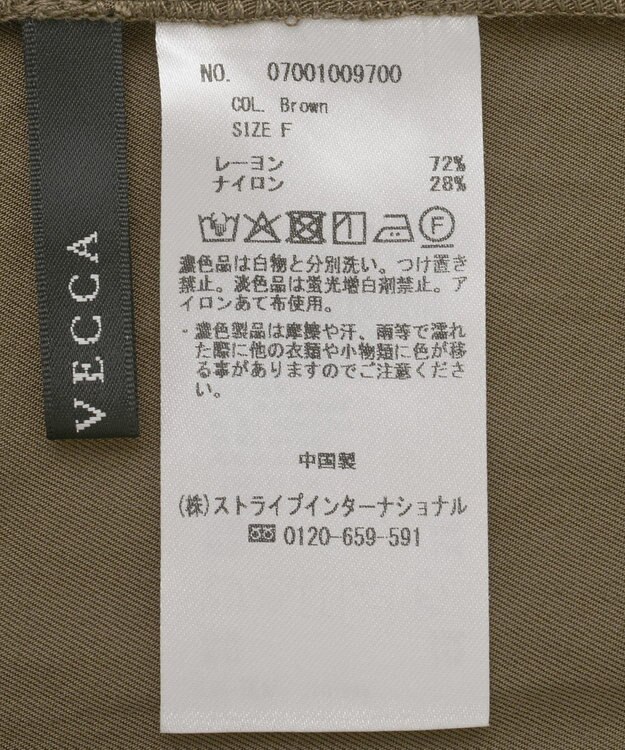 VECCA
NO. 07001009700
COL. Brown
SIZE F
レーヨン 72%
ナイロン 28%
F
濃色品は白物と分別洗い。つけ置き
禁止。淡色品は蛍光増白剤禁止。ア
イロンあて布使用。
・濃色製品は摩擦や汗、雨等で濡れ
た際に他の衣類や小物類に色が移
る事がありますのでご注意くださ
い。
中国製
(株)ストライプインターナショナル
0120-659-591